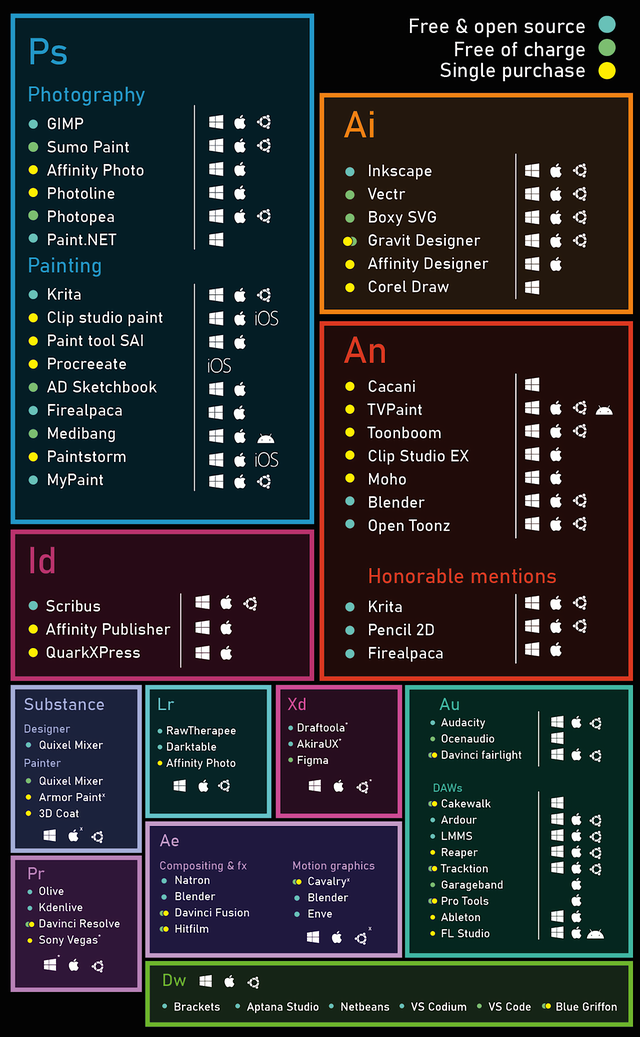 Free & open source
Free of charge
Single purchase
Ps
Photography
GIMP
Sumo Paint
Affinity Photo
Photoline
Photopea
Paint.NET
Painting
Krita
Clip studio paint iOS
Paint tool SAI
Procreeate iOS
AD Sketchbook
Firealpaca
Medibang
Paintstorm iOS
MyPaint
Ai
Inkscape
Vectr
Boxy SVG
Gravit Designer
Affinity Designer
Corel Draw
An
Cacani
TVPaint
Toonboom
Clip Studio EX
Moho
Blender
Open Toonz
Honorable mentions
Krita
Pencil 2D
Firealpaca
Id
Scribus
Affinity Publisher
QuarkXPress
Substance
Designer
Quixel Mixer
Painter
Quixel Mixer
Armor Paintˣ
3D Coat
x
Lr
RawTherapee
Darktable
Affinity Photo
Xd
Draftoola*
AkiraUX*
Figma
*
Au
Audacity
Ocenaudio
Davinci fairlight
DAWs
Cakewalk
Ardour
LMMS
Reaper
Tracktion
Garageband
Pro Tools
Ableton
FL Studio
Pr
Olive
Kdenlive
Davinci Resolve
Sony Vegas*
*
Ae
Compositing & fx
Natron
Blender
Davinci Fusion
Hitfilm
Motion graphics
Cavalryˣ
Blender
Enve
x
Dw
Brackets Aptana Studio Netbeans VS Codium VS Code Blue Griffon